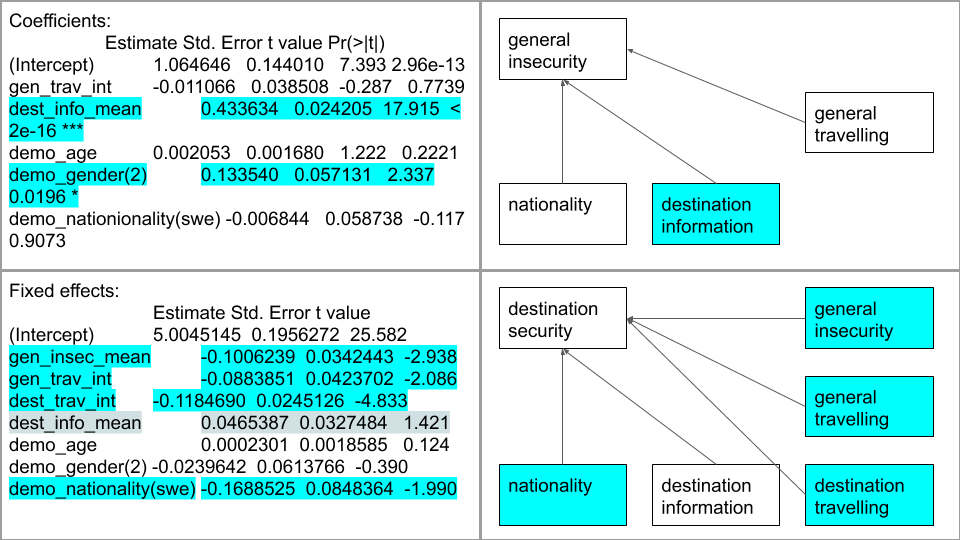 Coefficients:
Estimate Std. Error t value Pr(>|t|)
(Intercept) 1.064646 0.144010 7.393 2.96e-13
gen_trav_int -0.011066 0.038508 -0.287 0.7739
dest_info_mean 0.433634 0.024205 17.915 <
2e-16 ***
demo_age 0.002053 0.001680 1.222 0.2221
demo_gender(2) 0.133540 0.057131 2.337
0.0196 *
demo_nationionality(swe) -0.006844 0.058738 -0.117
0.9073
general
insecurity
general
travelling
nationality
destination
information
Fixed effects:
Estimate Std. Error t value
(Intercept) 5.0045145 0.1956272 25.582
gen_insec_mean -0.1006239 0.0342443 -2.938
gen_trav_int -0.0883851 0.0423702 -2.086
dest_trav_int -0.1184690 0.0245126 -4.833
dest_info_mean 0.0465387 0.0327484 1.421
demo_age 0.0002301 0.0018585 0.124
demo_gender(2) -0.0239642 0.0613766 -0.390
demo_nationality(swe) -0.1688525 0.0848364 -1.990
destination
security
general
insecurity
general
travelling
nationality
destination
information
destination
travelling